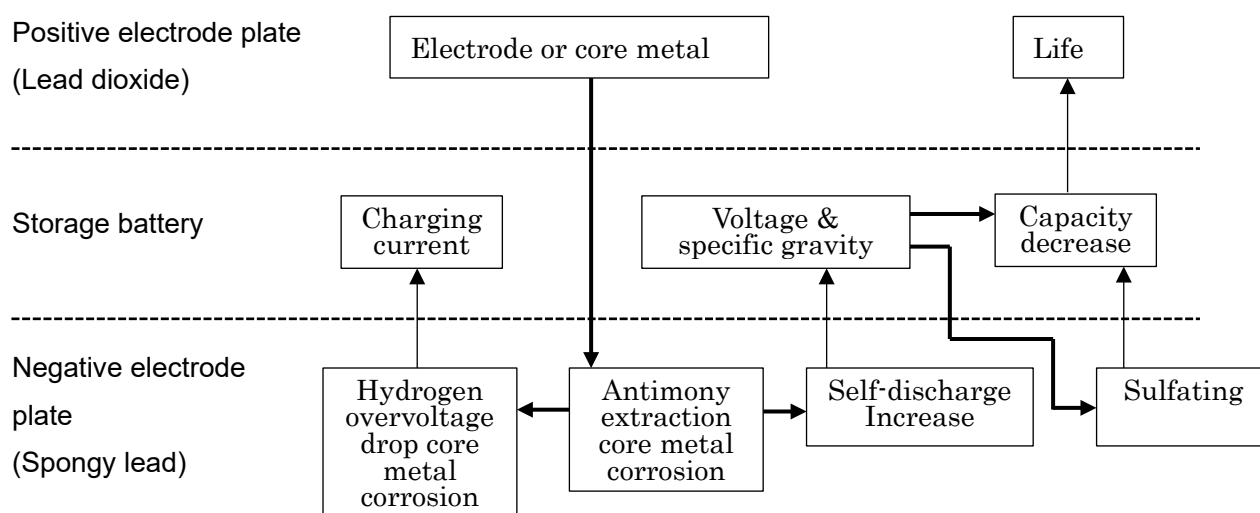 Positive electrode plate
(Lead dioxide)
Electrode or core metal
Life
Storage battery
Charging
current
Voltage &
specific gravity
Capacity
decrease
Negative electrode
plate
(Spongy lead)
Hydrogen
overvoltage
drop core
metal
corrosion
Antimony
extraction
core metal
corrosion
Self-discharge
Increase
Sulfating